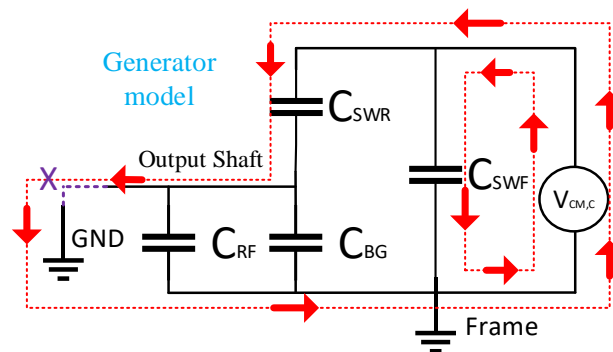 Generator
model
CSWR
Output Shaft
X
CSWF
VCM,C
GND
CRF
CBG
Frame